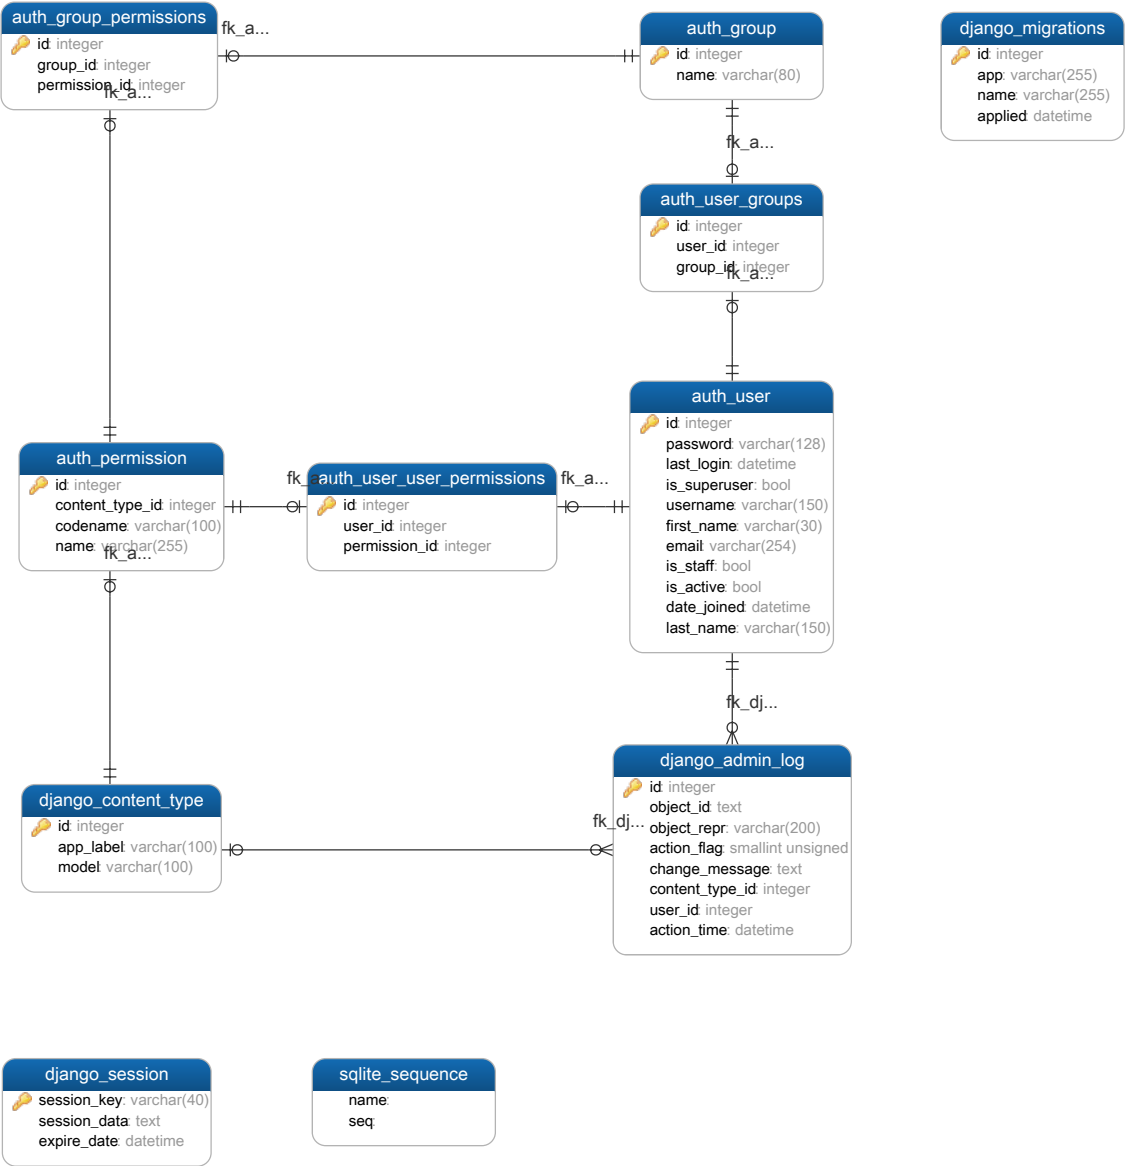 auth_group_permissions
id: integer
group_id: integer
permission_id: integer
fk_a...
fk_a...
auth_group
id: integer
name: varchar(80)
django_migrations
id: integer
app: varchar(255)
name: varchar(255)
applied: datetime
fk_a...
auth_user_groups
id: integer
user_id: integer
group_id: integer
fk_a...
auth_user
id: integer
password: varchar(128)
last_login: datetime
is_superuser: bool
username: varchar(150)
first_name: varchar(30)
email: varchar(254)
is_staff: bool
is_active: bool
date_joined: datetime
last_name: varchar(150)
auth_permission
id: integer
content_type_id: integer
codename: varchar(100)
name: varchar(255)
fk_a...
fk_a...
auth_user_user_permissions
id: integer
user_id: integer
permission_id: integer
fk_a...
fk_dj...
django_content_type
id: integer
app_label: varchar(100)
model: varchar(100)
fk_dj...
django_admin_log
id: integer
object_id: text
object_repr: varchar(200)
action_flag: smallint unsigned
change_message: text
content_type_id: integer
user_id: integer
action_time: datetime
django_session
session_key: varchar(40)
session_data: text
expire_date: datetime
sqlite_sequence
name:
seq: